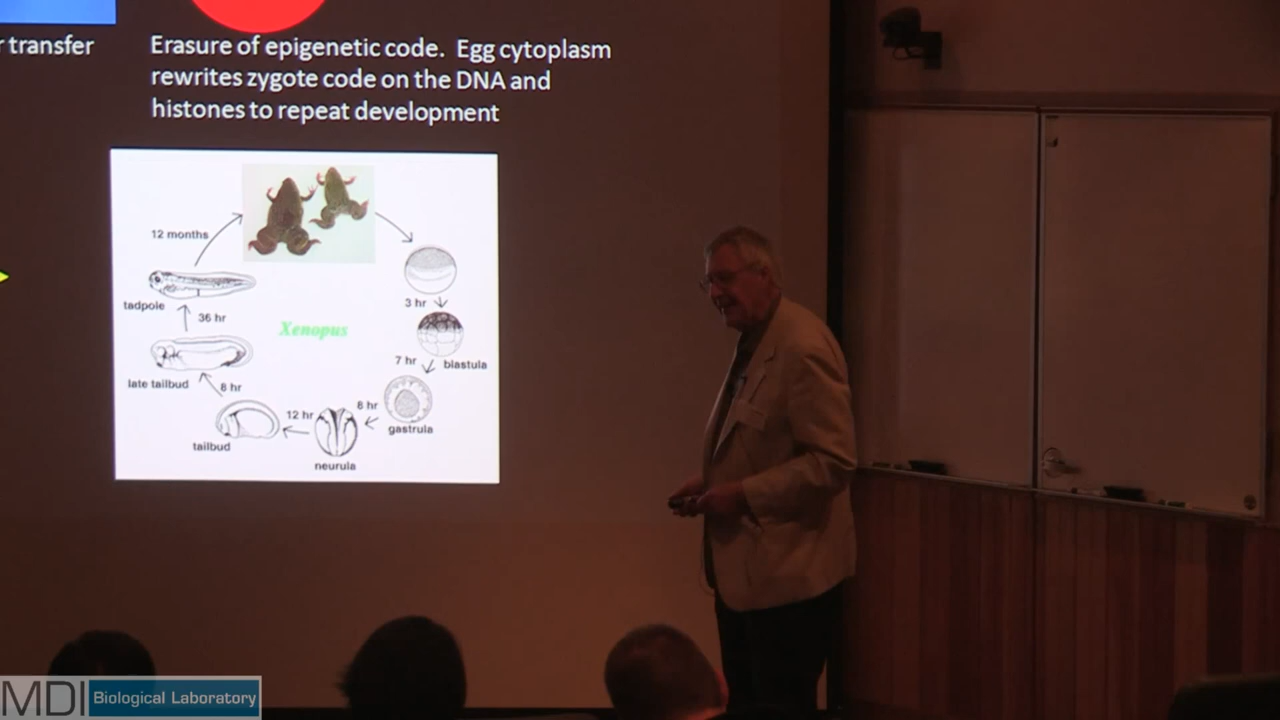 r transfer
Erasure of epigenetic code. Egg cytoplasm
rewrites zygote code on the DNA and
histones to repeat development
12 months
tadpole
36 hr
Xenopus
3 hr
7 hr
blastula
late tailbud
8 hr
8 hr
12 hr
gastrula
tailbud
neurula
MDI Biological Laboratory